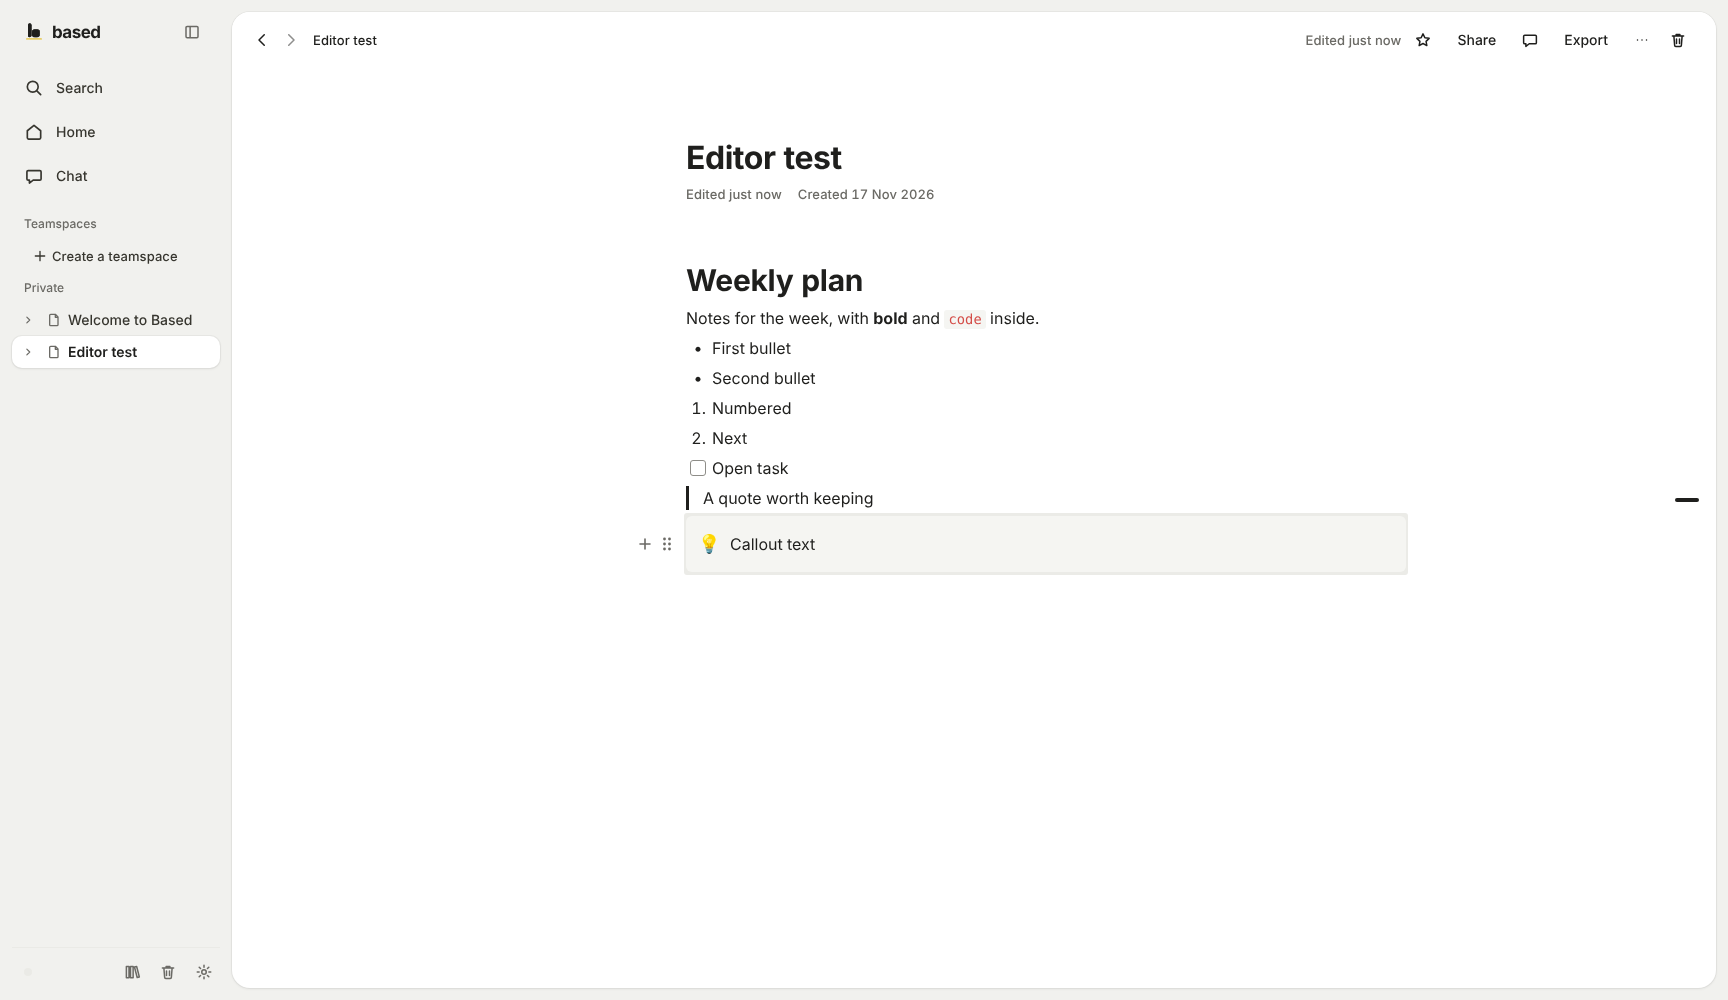 based
Search
Home
Chat
Teamspaces
Create a teamspace
Private
Welcome to Based
Editor test
Editor test
Edited just now
Share
Export
Editor test
Edited just now Created 17 Nov 2026
Weekly plan
Notes for the week, with bold and code inside.
• First bullet
• Second bullet
1. Numbered
2. Next
Open task
A quote worth keeping
💡 Callout text